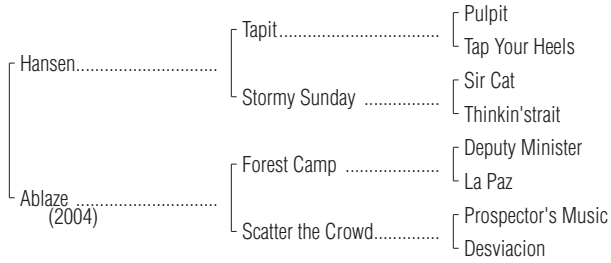 Pulpit
Tapit
Tap Your Heels
Hansen
Sir Cat
Stormy Sunday
Thinkin'strait
Deputy Minister
Forest Camp
La Paz
Ablaze
(2004)
Prospector's Music
Scatter the Crowd
Desviacion